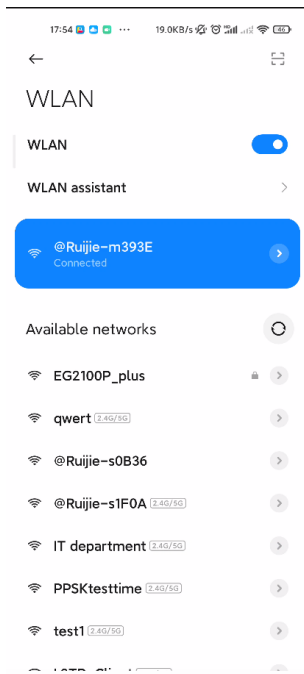 17:54 ··· 19.0KB/s 46
WLAN
WLAN
WLAN assistant
@Ruijie-m393E
Connected
Available networks
EG2100P_plus
qwert 2.4G/5G
@Ruijie-s0B36
@Ruijie-s1F0A 2.4G/5G
IT department 2.4G/5G
PPSKtesttime 2.4G/5G
test1 2.4G/5G